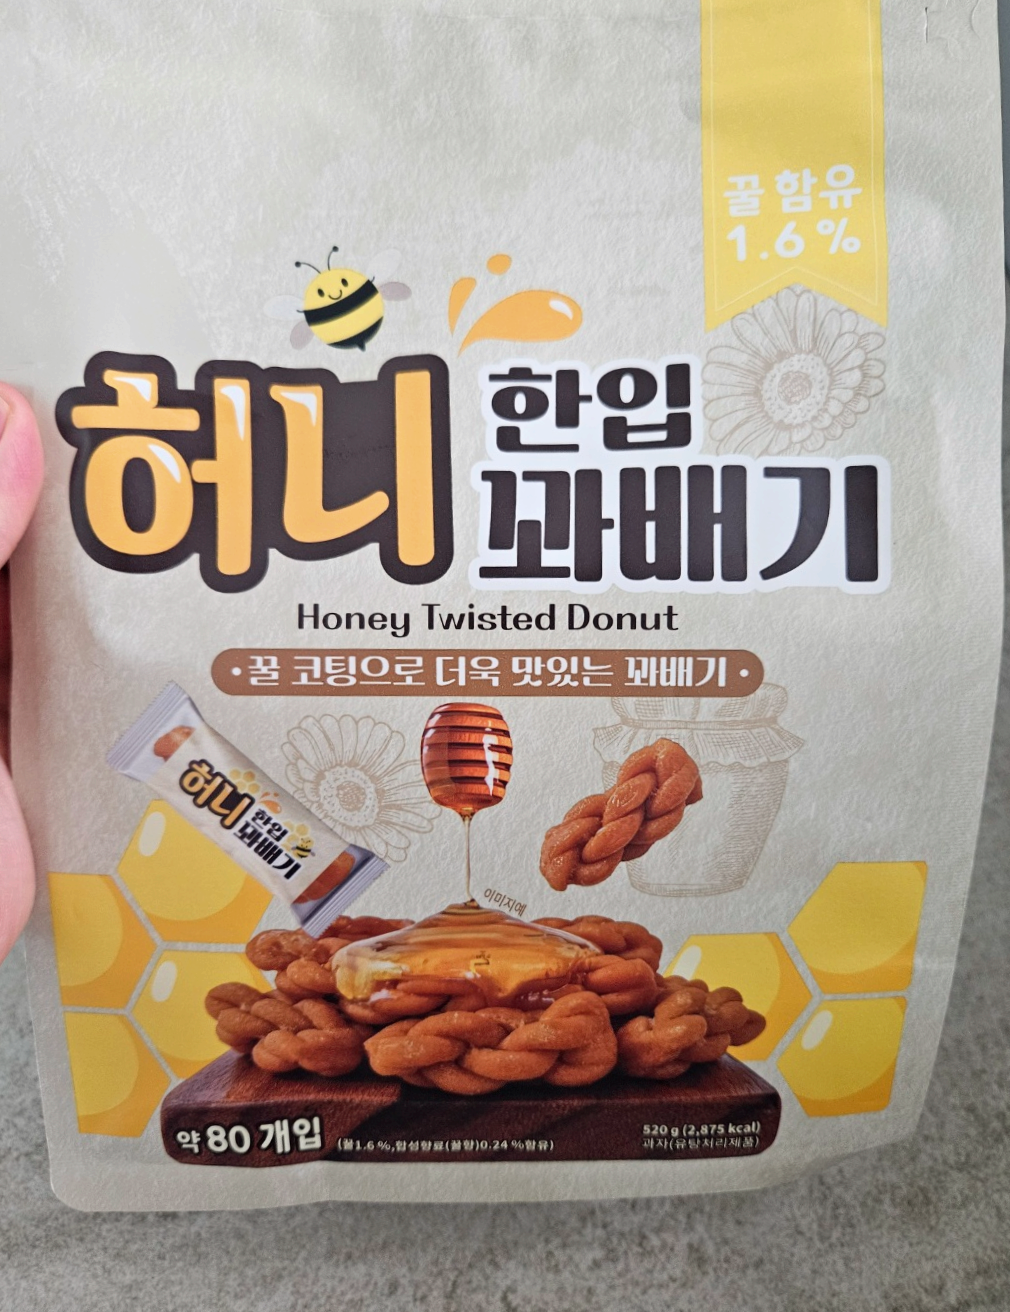 꿀 함유
1.6 %
허니 한입
꽈배기
Honey Twisted Donut
• 꿀 코팅으로 더욱 맛있는 꽈배기 •
허니 한입
꽈배기
이미지예
약 80 개입 (꿀1.6 %,합성향료(꿀향)0.24 %함유)
520 g (2,875 kcal)
과자(유탕처리제품)